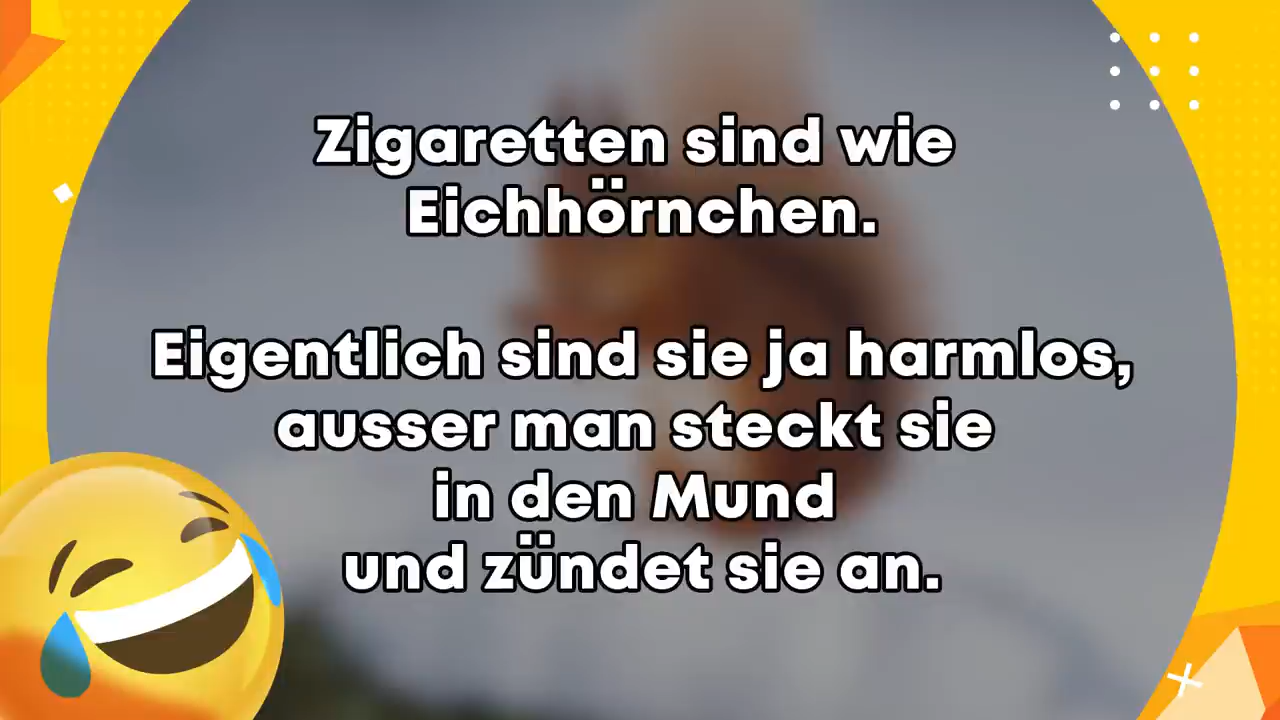 Zigaretten sind wie
Eichhörnchen.
Eigentlich sind sie ja harmlos,
ausser man steckt sie
in den Mund
und zündet sie an.